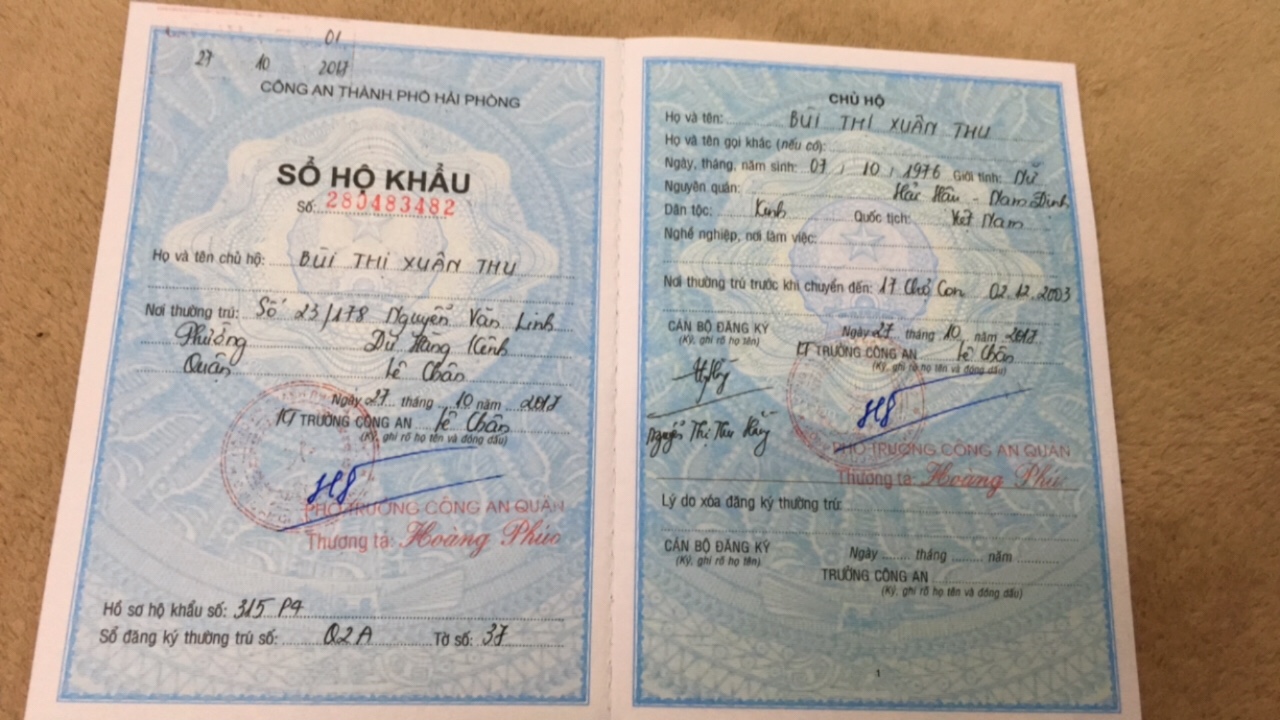 01
27 10 2017
CÔNG AN THÀNH PHỐ HẢI PHÒNG
SỔ HỘ KHẨU
Số: 280483482
Họ và tên chủ hộ: BÙI THỊ XUÂN THU
Nơi thường trú: Số 23/178 Nguyễn Văn Linh
Phường Dư Hàng Kênh
Quận Lê Chân
Ngày 27 tháng 10 năm 2017
KT TRƯỞNG CÔNG AN Lê Chân
(Ký, ghi rõ họ tên và đóng dấu)
PHÓ TRƯỞNG CÔNG AN QUẬN
Thượng tá: Hoàng Phúc
Hồ sơ hộ khẩu số: 315 P4
Sổ đăng ký thường trú số: 02A Tờ số: 37
CHỦ HỘ
Họ và tên: BÙI THỊ XUÂN THU
Họ và tên gọi khác (nếu có):
Ngày, tháng, năm sinh: 07 / 10 / 1976 Giới tính: Nữ
Nguyên quán: Hải Hậu - Nam Định
Dân tộc: Kinh Quốc tịch: Việt Nam
Nghề nghiệp, nơi làm việc:
Nơi thường trú trước khi chuyển đến: 17 Chợ Con 02.12.2003
CÁN BỘ ĐĂNG KÝ
(Ký, ghi rõ họ tên)
Ngày 27 tháng 10 năm 2017
KT TRƯỞNG CÔNG AN Lê Chân
(Ký, ghi rõ họ tên và đóng dấu)
Nguyễn Thị Thu Hằng
PHÓ TRƯỞNG CÔNG AN QUẬN
Thượng tá: Hoàng Phúc
Lý do xóa đăng ký thường trú:
CÁN BỘ ĐĂNG KÝ
(Ký, ghi rõ họ tên)
Ngày tháng năm
TRƯỞNG CÔNG AN
(Ký, ghi rõ họ tên và đóng dấu)
1